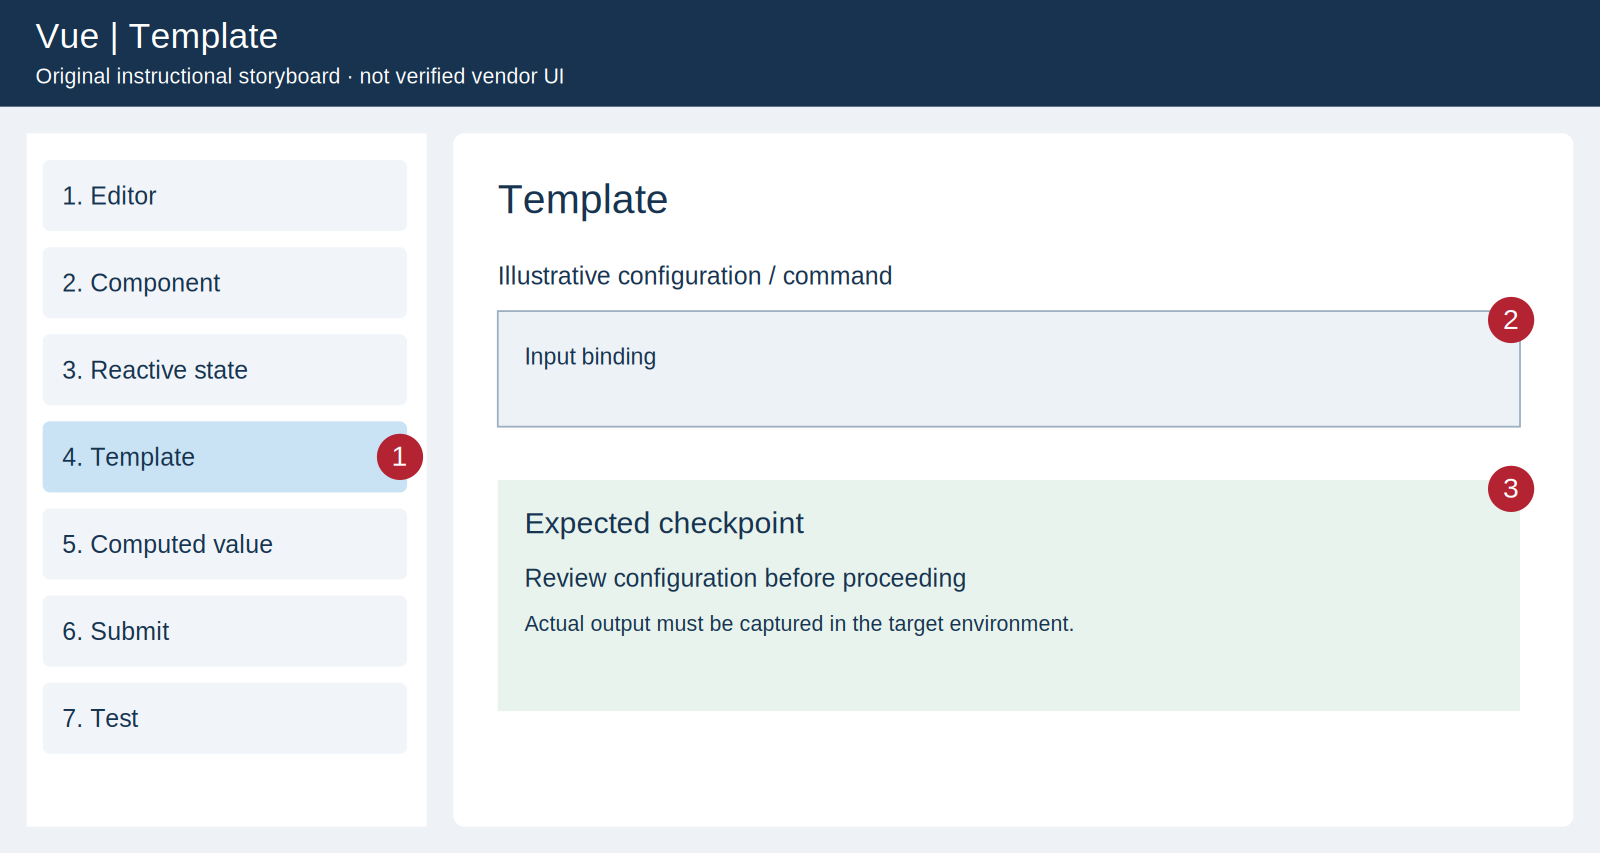 Vue | Template
Original instructional storyboard · not verified vendor UI
1. Editor
2. Component
3. Reactive state
4. Template
1
5. Computed value
6. Submit
7. Test
Template
Illustrative configuration / command
2
Input binding
3
Expected checkpoint
Review configuration before proceeding
Actual output must be captured in the target environment.